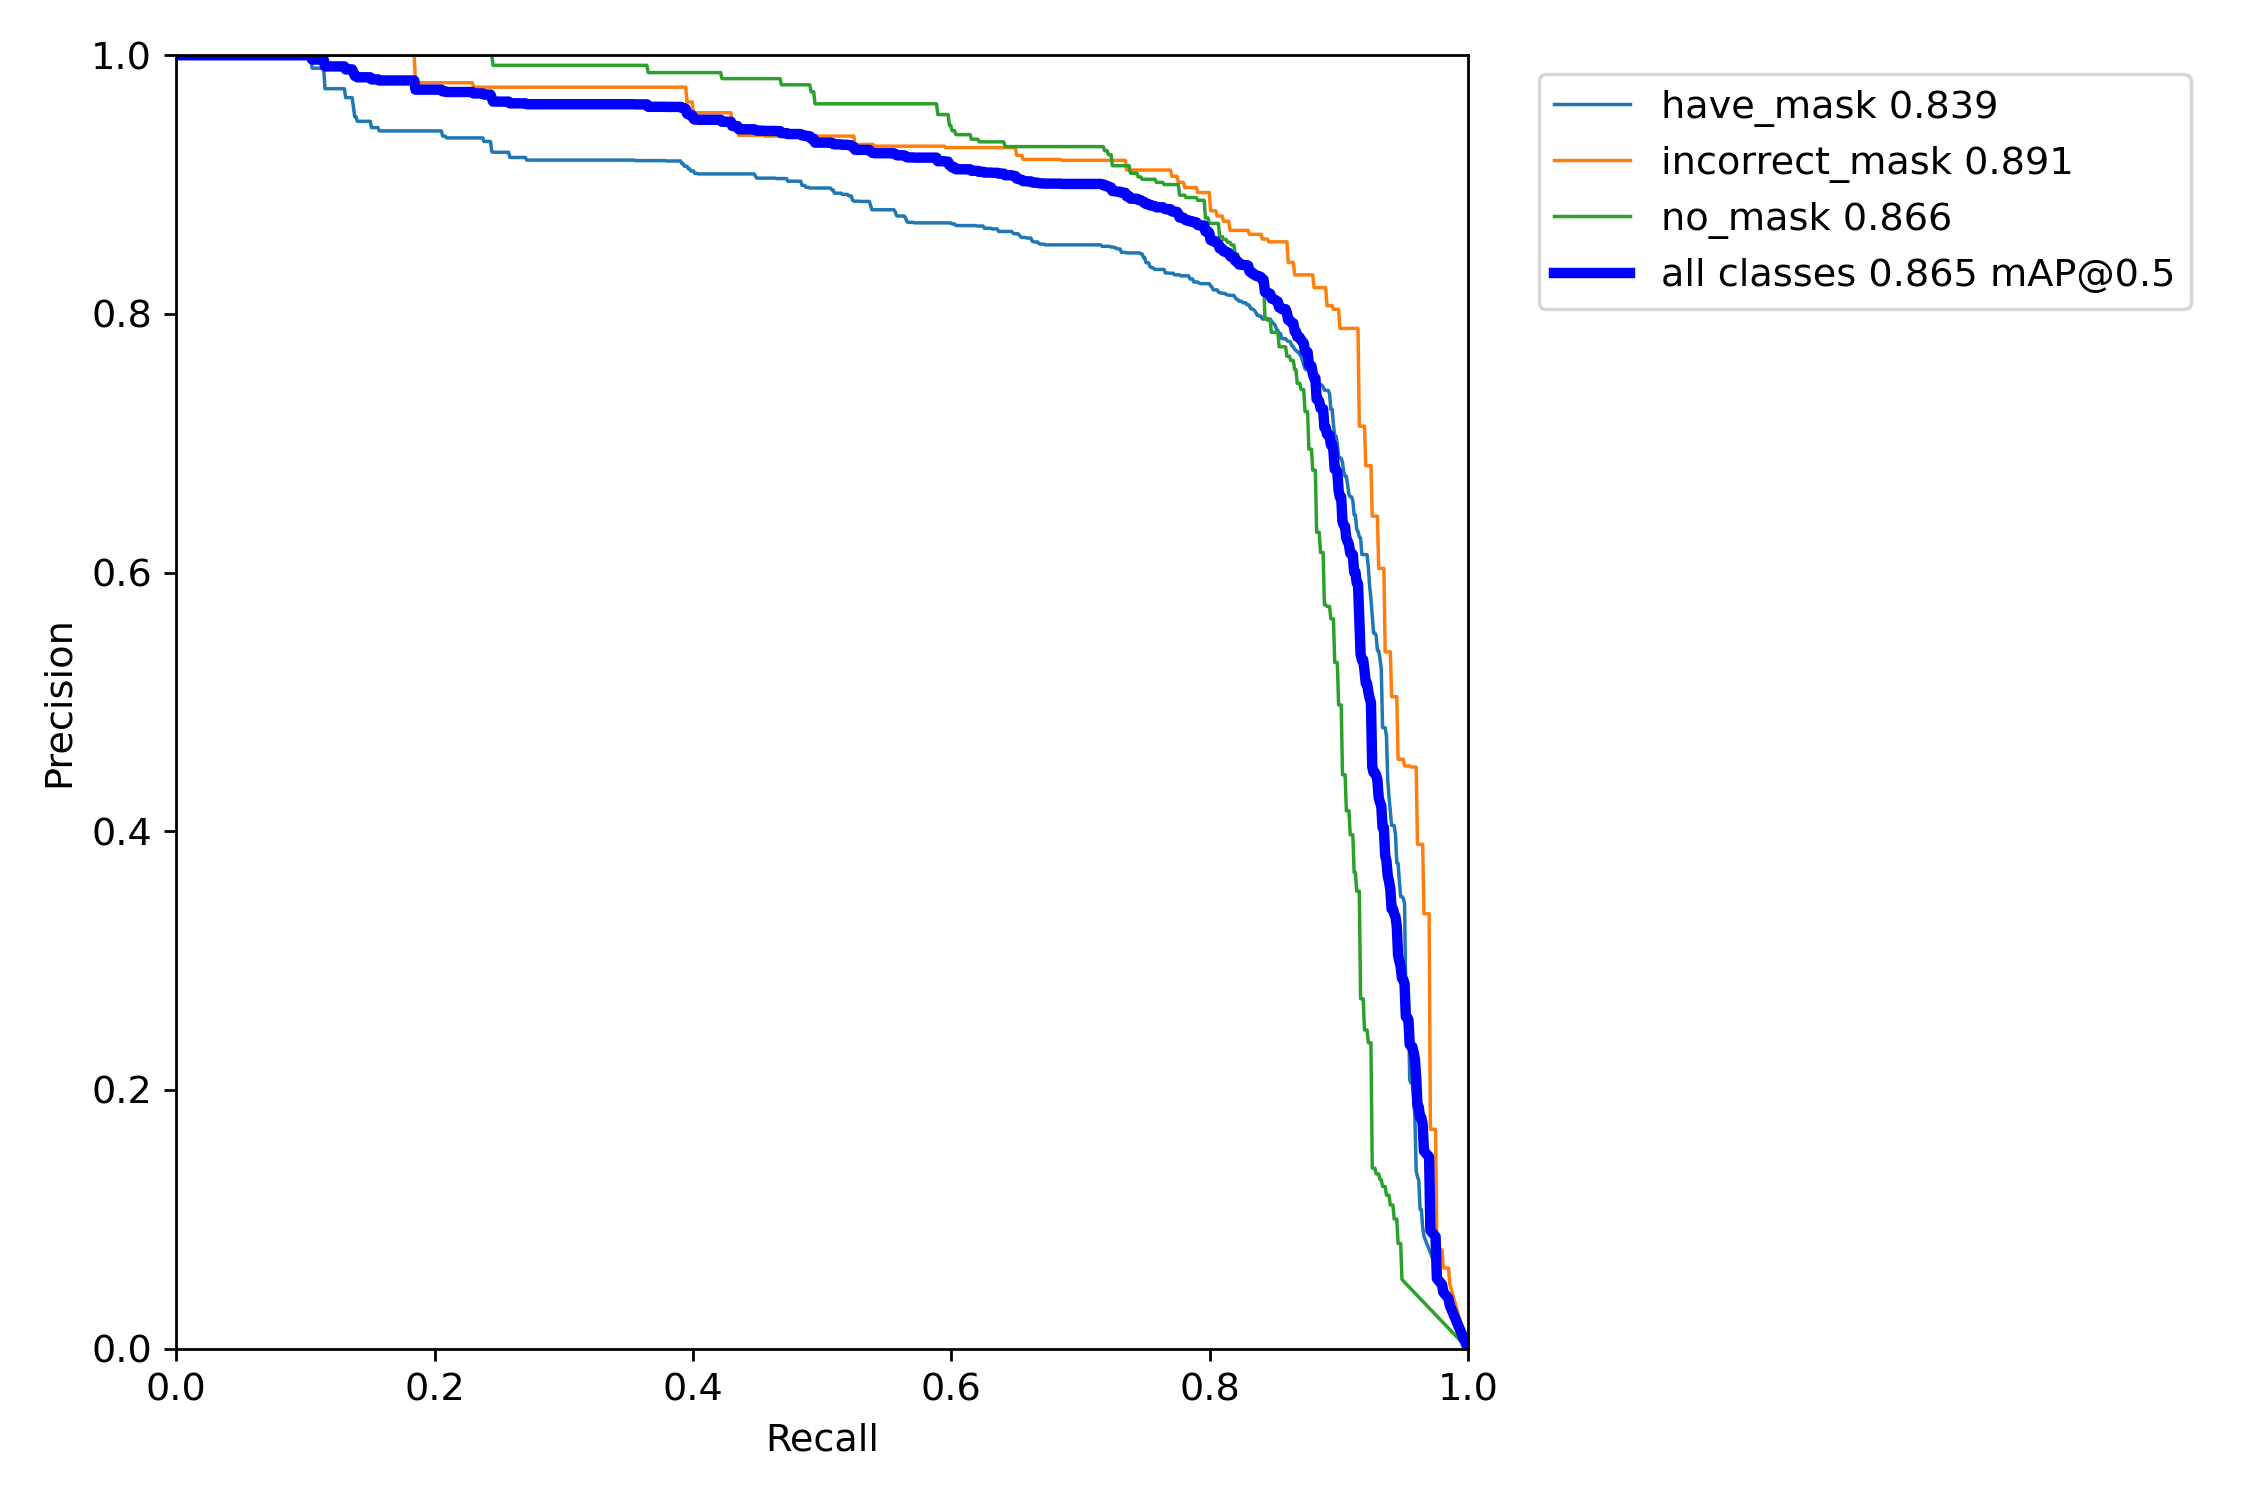 1.0
0.8
0.6
0.4
0.2
0.0
Precision
0.0 0.2 0.4 0.6 0.8 1.0
Recall
have_mask 0.839
incorrect_mask 0.891
no_mask 0.866
all classes 0.865 mAP@0.5